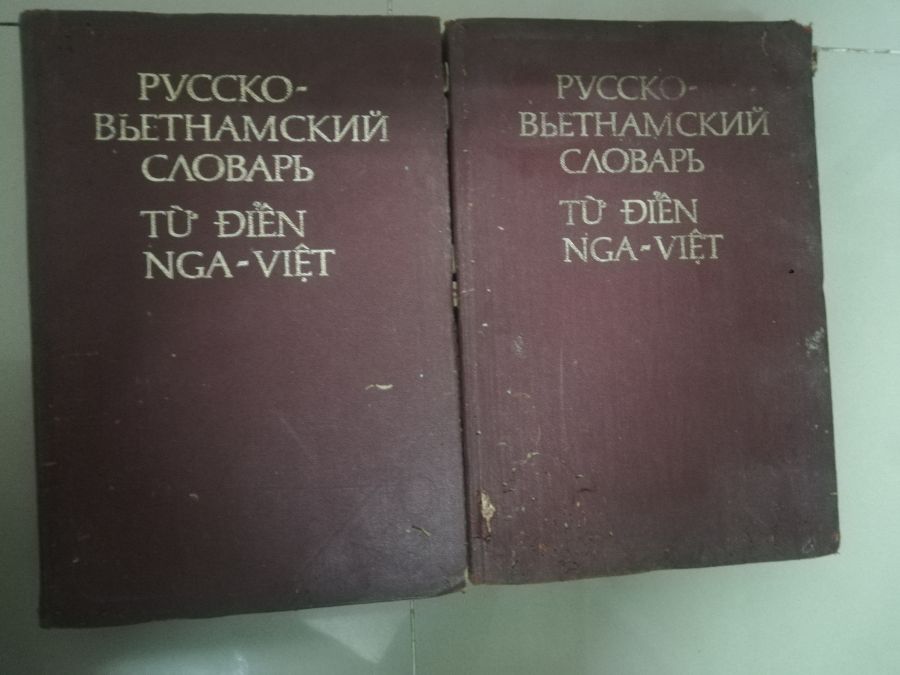 РУССКО-
ВЬЕТНАМСКИЙ
СЛОВАРЬ
TỪ ĐIỂN
NGA-VIỆT
РУССКО-
ВЬЕТНАМСКИЙ
СЛОВАРЬ
TỪ ĐIỂN
NGA-VIỆT